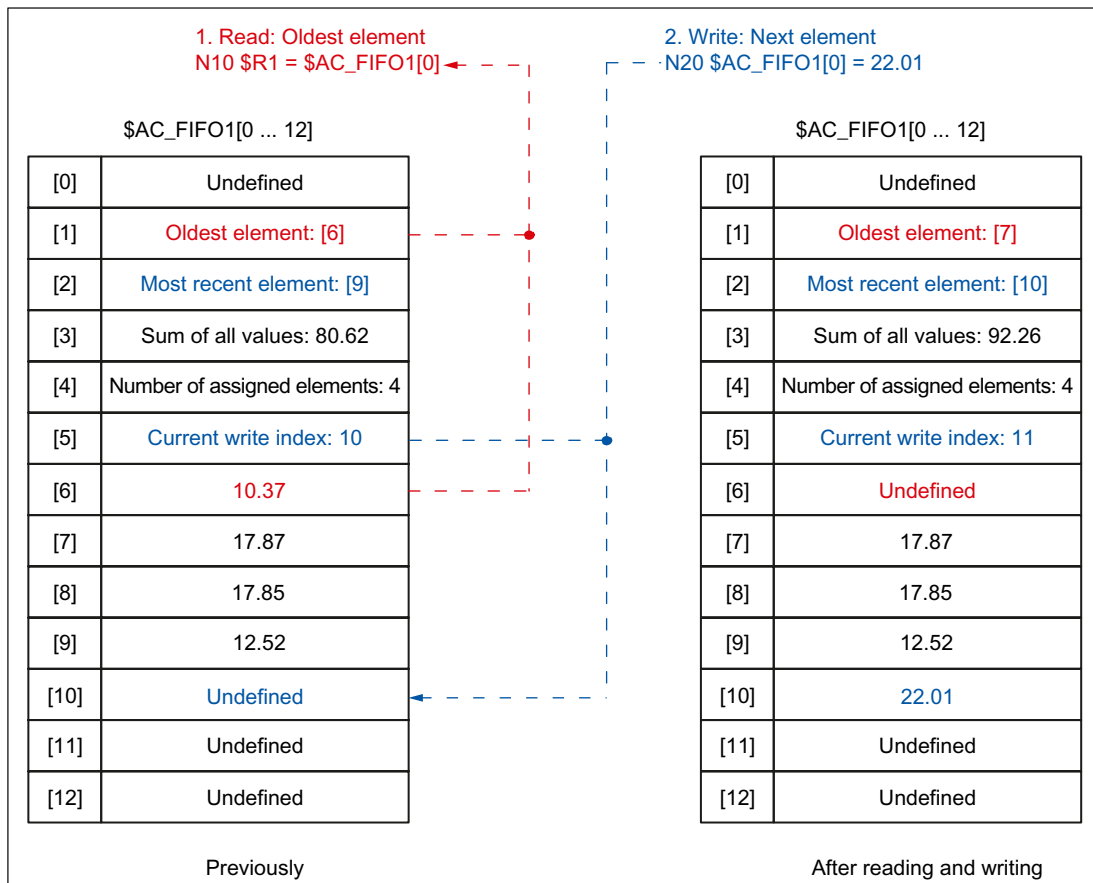 1. Read: Oldest element
N10 $R1 = $AC_FIFO1[0]
2. Write: Next element
N20 $AC_FIFO1[0] = 22.01
$AC_FIFO1[0 ... 12]
[0] Undefined
[1] Oldest element: [6]
[2] Most recent element: [9]
[3] Sum of all values: 80.62
[4] Number of assigned elements: 4
[5] Current write index: 10
[6] 10.37
[7] 17.87
[8] 17.85
[9] 12.52
[10] Undefined
[11] Undefined
[12] Undefined
Previously
$AC_FIFO1[0 ... 12]
[0] Undefined
[1] Oldest element: [7]
[2] Most recent element: [10]
[3] Sum of all values: 92.26
[4] Number of assigned elements: 4
[5] Current write index: 11
[6] Undefined
[7] 17.87
[8] 17.85
[9] 12.52
[10] 22.01
[11] Undefined
[12] Undefined
After reading and writing